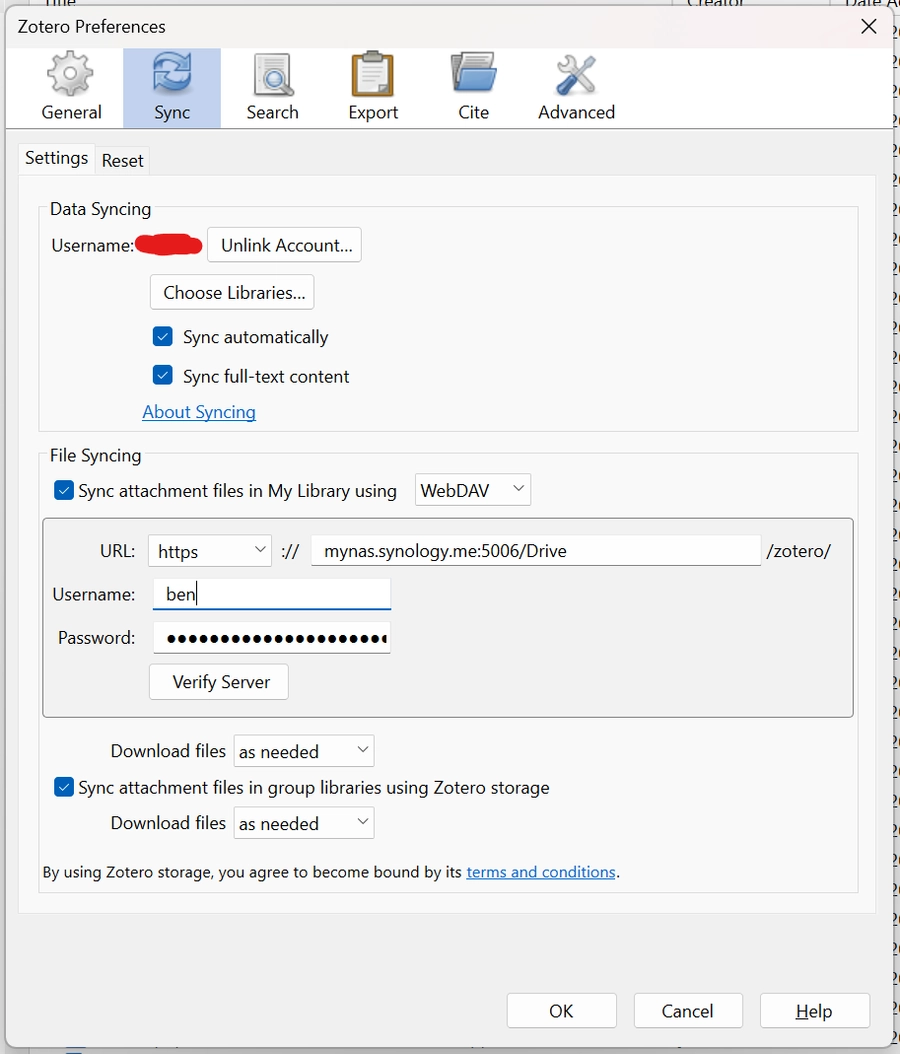 Title Creator
Zotero Preferences
General Sync Search Export Cite Advanced
Settings Reset
Data Syncing
Username: Unlink Account...
Choose Libraries...
Sync automatically
Sync full-text content
About Syncing
File Syncing
Sync attachment files in My Library using WebDAV
URL: https :// mynas.synology.me:5006/Drive /zotero/
Username: ben
Password: ●●●●●●●●●●●●●●●●●●●●●
Verify Server
Download files as needed
Sync attachment files in group libraries using Zotero storage
Download files as needed
By using Zotero storage, you agree to become bound by its terms and conditions.
OK Cancel Help